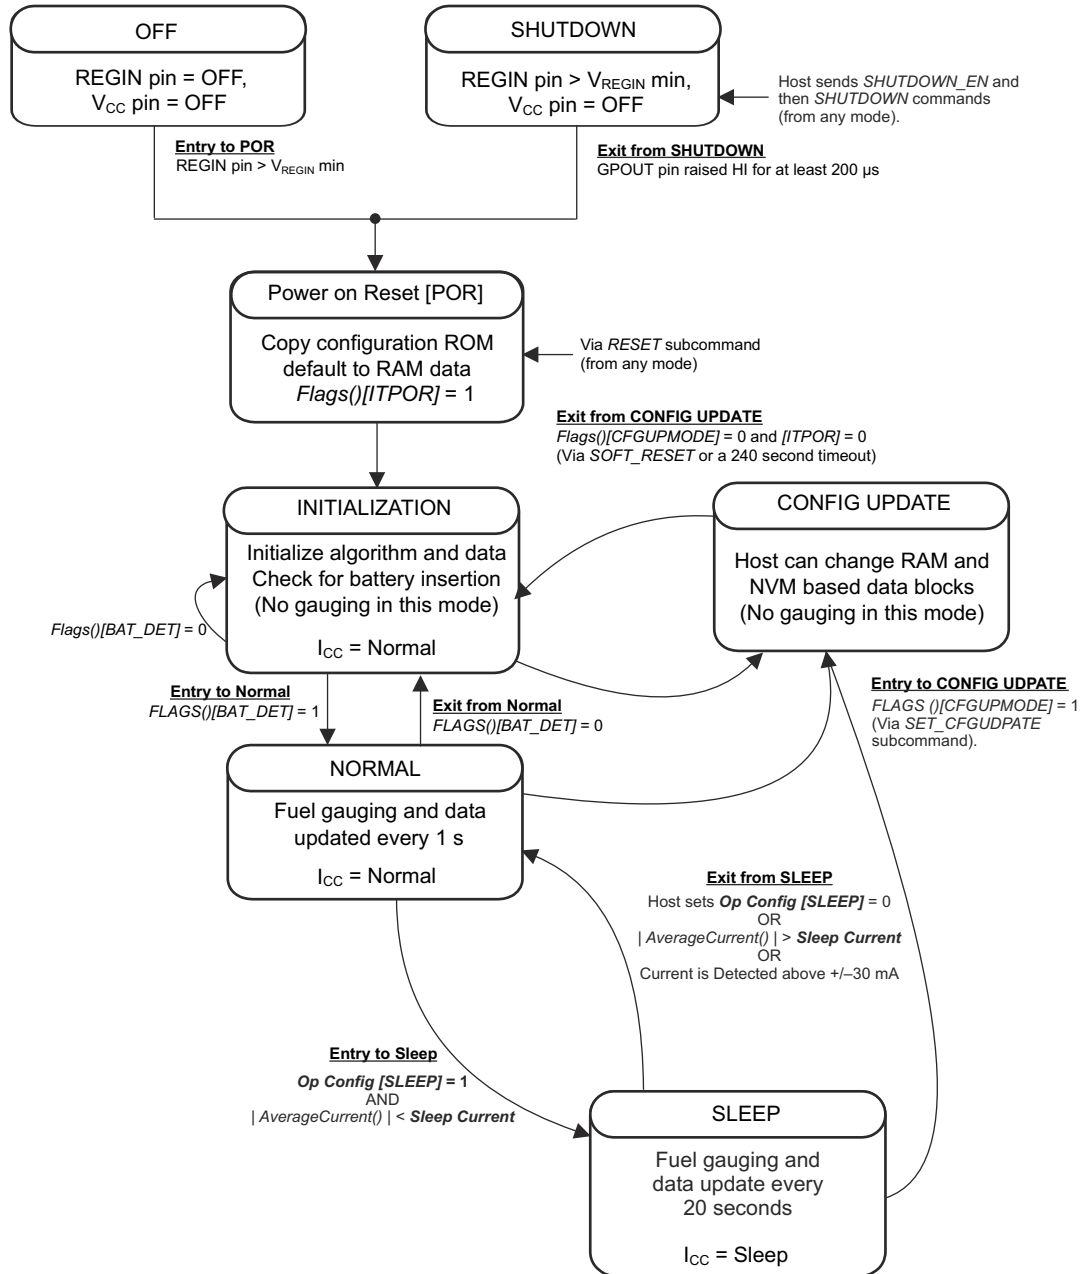 OFF
REGIN pin = OFF,
VCC pin = OFF
SHUTDOWN
REGIN pin > VREGIN min,
VCC pin = OFF
Host sends SHUTDOWN_EN and
then SHUTDOWN commands
(from any mode).
Entry to POR
REGIN pin > VREGIN min
Exit from SHUTDOWN
GPOUT pin raised HI for at least 200 µs
Power on Reset [POR]
Copy configuration ROM
default to RAM data
Flags()[ITPOR] = 1
Via RESET subcommand
(from any mode)
Exit from CONFIG UPDATE
Flags()[CFGUPMODE] = 0 and [ITPOR] = 0
(Via SOFT_RESET or a 240 second timeout)
INITIALIZATION
Initialize algorithm and data
Check for battery insertion
(No gauging in this mode)
ICC = Normal
CONFIG UPDATE
Host can change RAM and
NVM based data blocks
(No gauging in this mode)
Flags()[BAT_DET] = 0
Entry to Normal
FLAGS()[BAT_DET] = 1
Exit from Normal
FLAGS()[BAT_DET] = 0
Entry to CONFIG UDPATE
FLAGS ()[CFGUPMODE] = 1
(Via SET_CFGUDPATE
subcommand).
NORMAL
Fuel gauging and data
updated every 1 s
ICC = Normal
Exit from SLEEP
Host sets Op Config [SLEEP] = 0
OR
| AverageCurrent() | > Sleep Current
OR
Current is Detected above +/–30 mA
Entry to Sleep
Op Config [SLEEP] = 1
AND
| AverageCurrent() | < Sleep Current
SLEEP
Fuel gauging and
data update every
20 seconds
ICC = Sleep